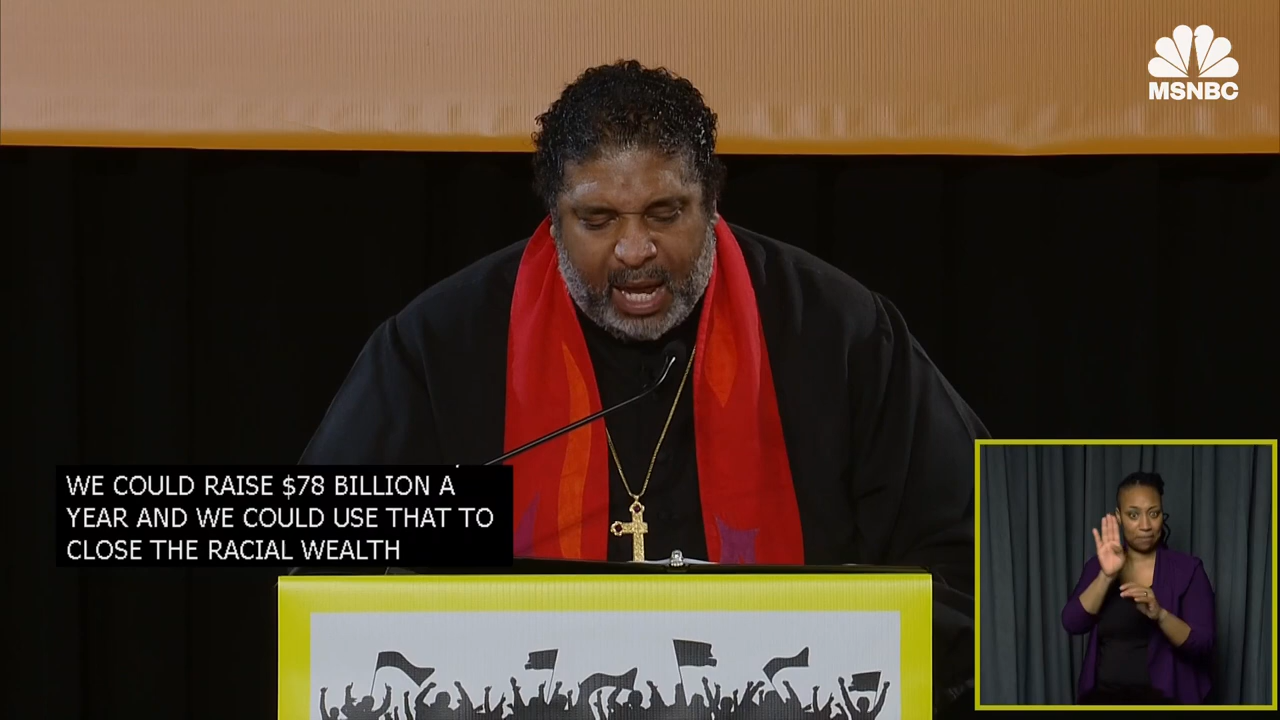 MSNBC
WE COULD RAISE $78 BILLION A
YEAR AND WE COULD USE THAT TO
CLOSE THE RACIAL WEALTH